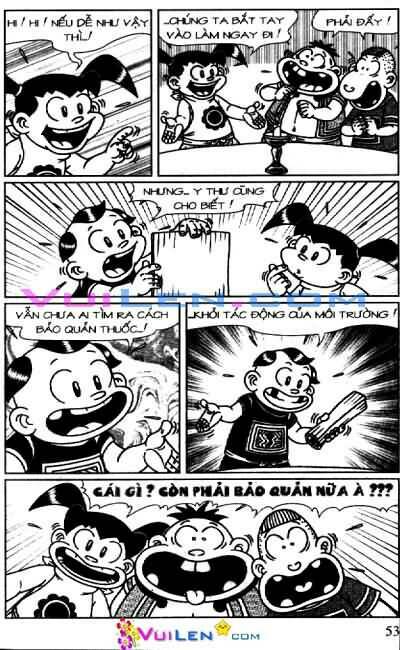 HI! HI! NẾU DỄ NHƯ VẬY
THÌ...!
...CHÚNG TA BẮT TAY
VÀO LÀM NGAY ĐI!
PHẢI ĐẤY!
NHƯNG... Y THƯ CŨNG
CHO BIẾT!
VUILEN.COM
VẪN CHƯA AI TÌM RA CÁCH
BẢO QUẢN THUỐC...!
...KHỎI TÁC ĐỘNG CỦA MÔI TRƯỜNG!
CÁI GÌ? CÒN PHẢI BẢO QUẢN NỮA À ???
53
VUILEN.COM